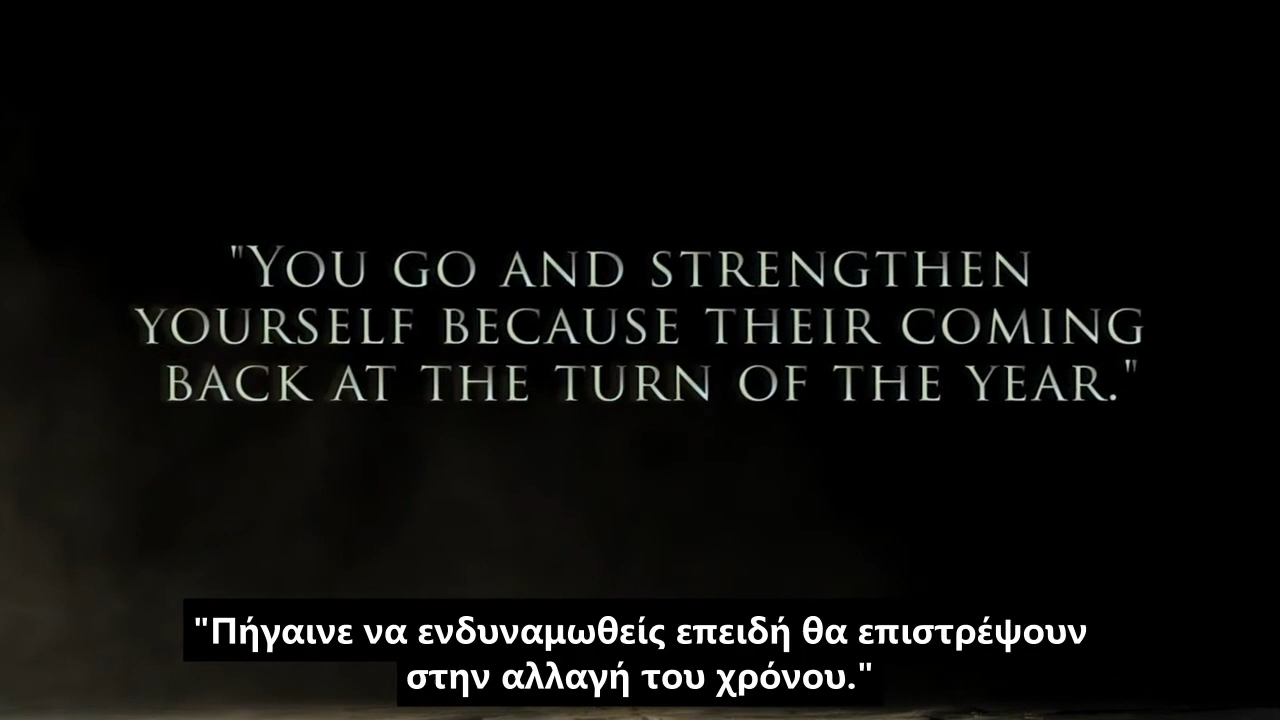 "YOU GO AND STRENGTHEN
YOURSELF BECAUSE THEIR COMING
BACK AT THE TURN OF THE YEAR."
"Πήγαινε να ενδυναμωθείς επειδή θα επιστρέψουν
στην αλλαγή του χρόνου."